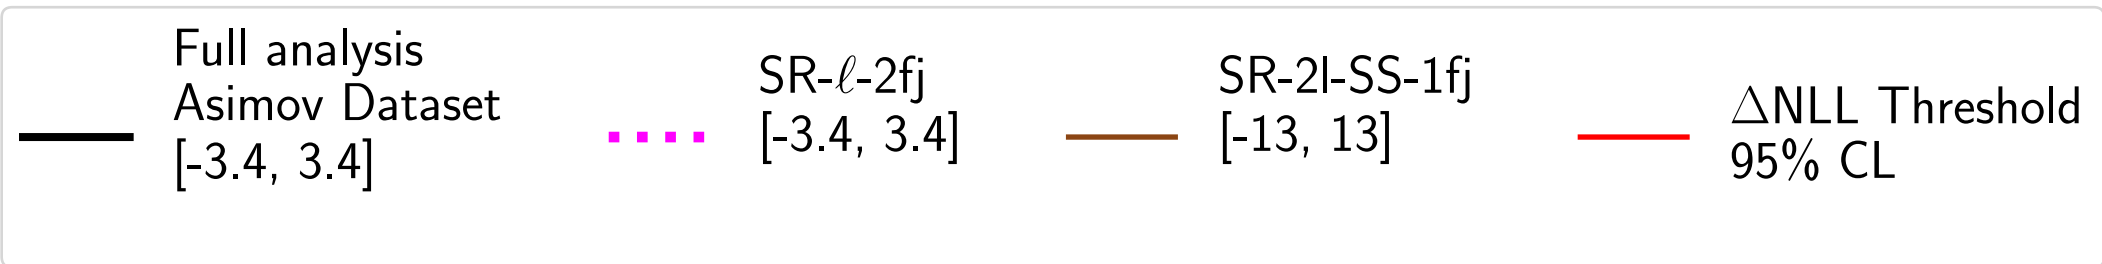 Full analysis
Asimov Dataset
[-3.4, 3.4]
SR-ℓ-2fj
[-3.4, 3.4]
SR-2l-SS-1fj
[-13, 13]
△NLL Threshold
95% CL